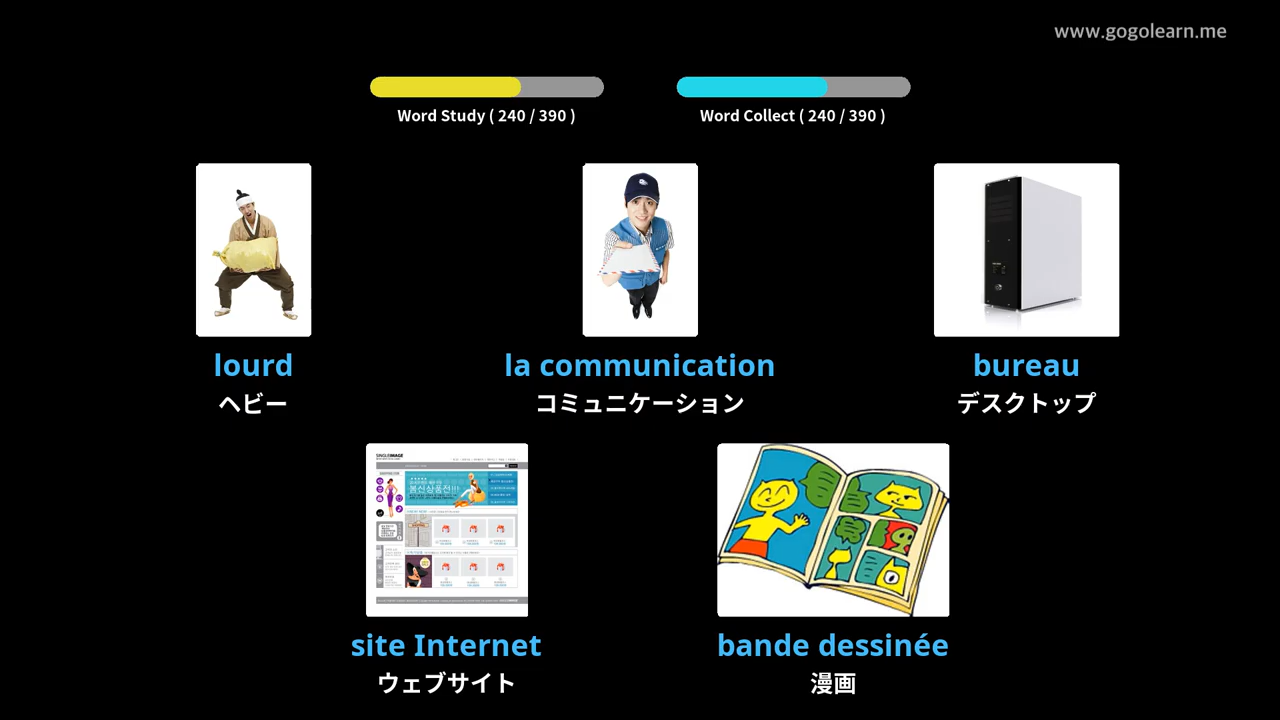 www.gogolearn.me
Word Study ( 240 / 390 )
Word Collect ( 240 / 390 )
lourd
ヘビー
la communication
コミュニケーション
bureau
デスクトップ
site Internet
ウェブサイト
bande dessinée
漫画